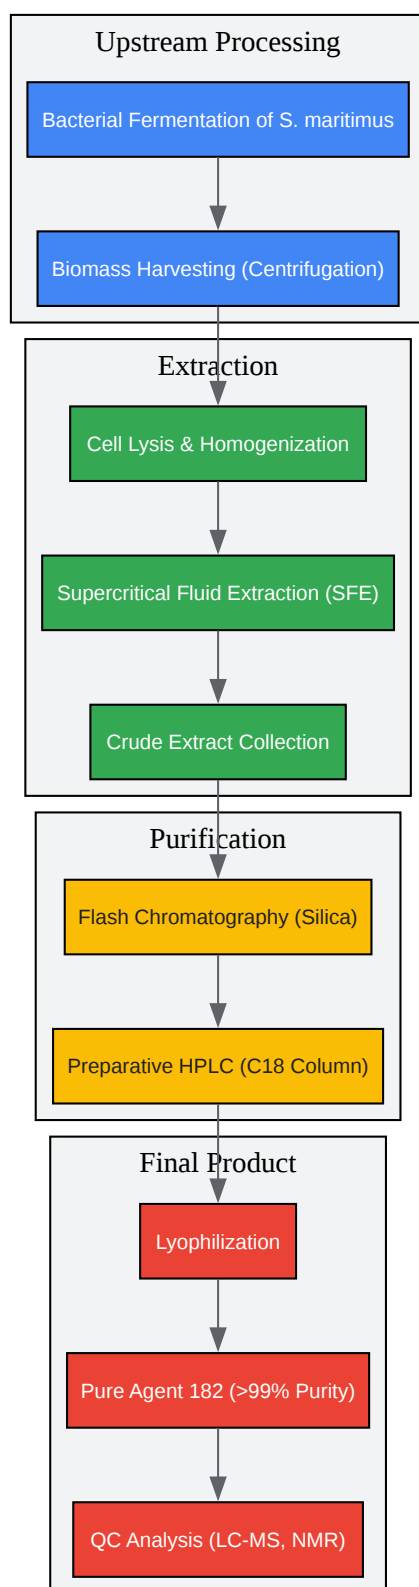 Upstream Processing
Bacterial Fermentation of S. maritimus
Biomass Harvesting (Centrifugation)
Extraction
Cell Lysis & Homogenization
Supercritical Fluid Extraction (SFE)
Crude Extract Collection
Purification
Flash Chromatography (Silica)
Preparative HPLC (C18 Column)
Final Product
Lyophilization
Pure Agent 182 (>99% Purity)
QC Analysis (LC-MS, NMR)